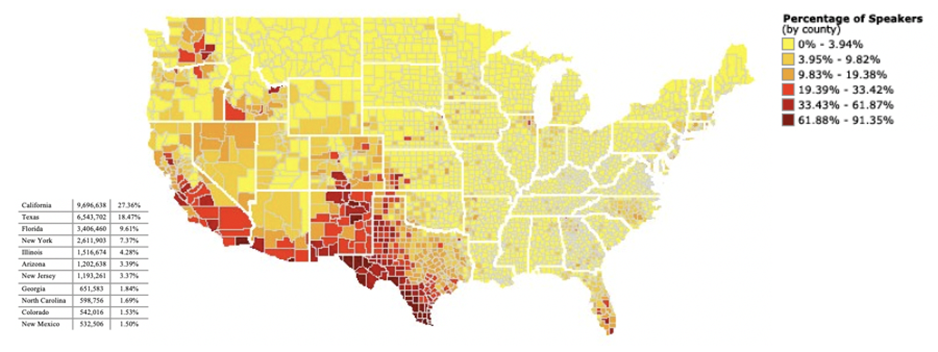 Percentage of Speakers
(by county)
0% - 3.94%
3.95% - 9.82%
9.83% - 19.38%
19.39% - 33.42%
33.43% - 61.87%
61.88% - 91.35%
California 9,696,638 27.36%
Texas 6,543,702 18.47%
Florida 3,406,460 9.61%
New York 2,611,903 7.37%
Illinois 1,516,674 4.28%
Arizona 1,202,638 3.39%
New Jersey 1,193,261 3.37%
Georgia 651,583 1.84%
North Carolina 598,756 1.69%
Colorado 542,016 1.53%
New Mexico 532,506 1.50%